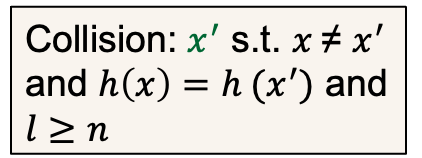 Collision: x′ s.t. x ≠ x′
and h(x) = h (x′) and
l ≥ n